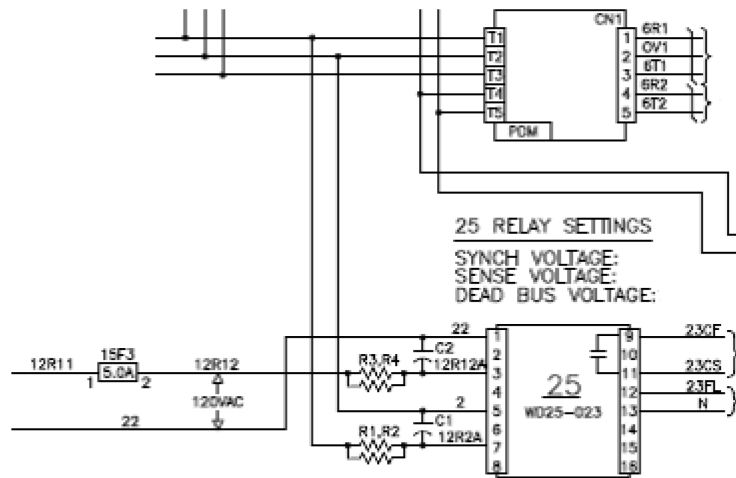 CN1
T1 1 6R1
T2 2 0V1
T3 3 6T1
T4 4 6R2
T5 5 6T2
PDM
25 RELAY SETTINGS
SYNCH VOLTAGE:
SENSE VOLTAGE:
DEAD BUS VOLTAGE:
22 1 9 23CF
C2
2 10
15F3
12R11 1 5.0A 2 12R12 R3,R4 12R12A 3 11 23CS
120VAC
4 25 12 23FL
2 5 WD25-023 13 N
22 C1
6 14
R1,R2 12R2A 7 15
8 16